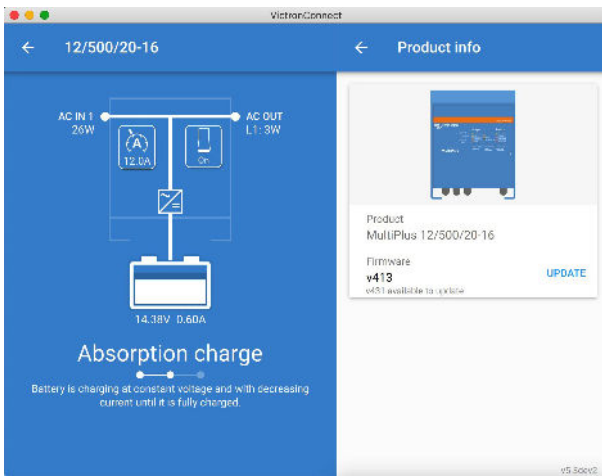 VictronConnect
12/500/20-16
AC IN 1
26W
AC OUT
L1: 3W
12.0A
On
14.38V 0.60A
Absorption charge
Battery is charging at constant voltage and with decreasing
current until it is fully charged.
Product info
Product
MultiPlus 12/500/20-16
Firmware
v413
UPDATE
v431 available to update